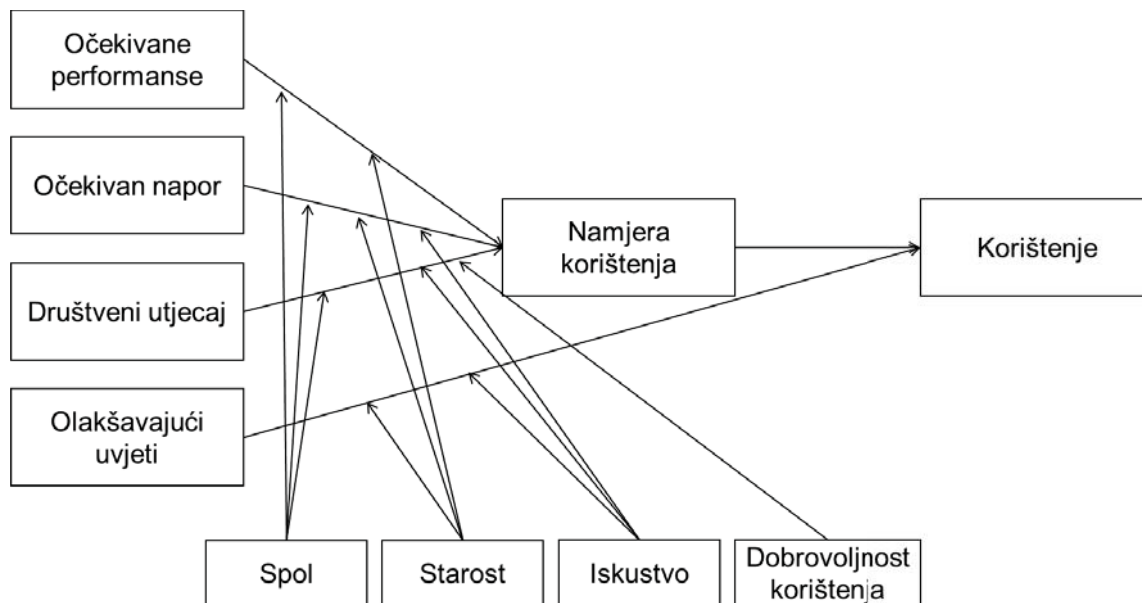 Očekivane
performanse
Očekivan napor
Društveni utjecaj
Olakšavajući
uvjeti
Namjera
korištenja
Korištenje
Spol
Starost
Iskustvo
Dobrovoljnost
korištenja